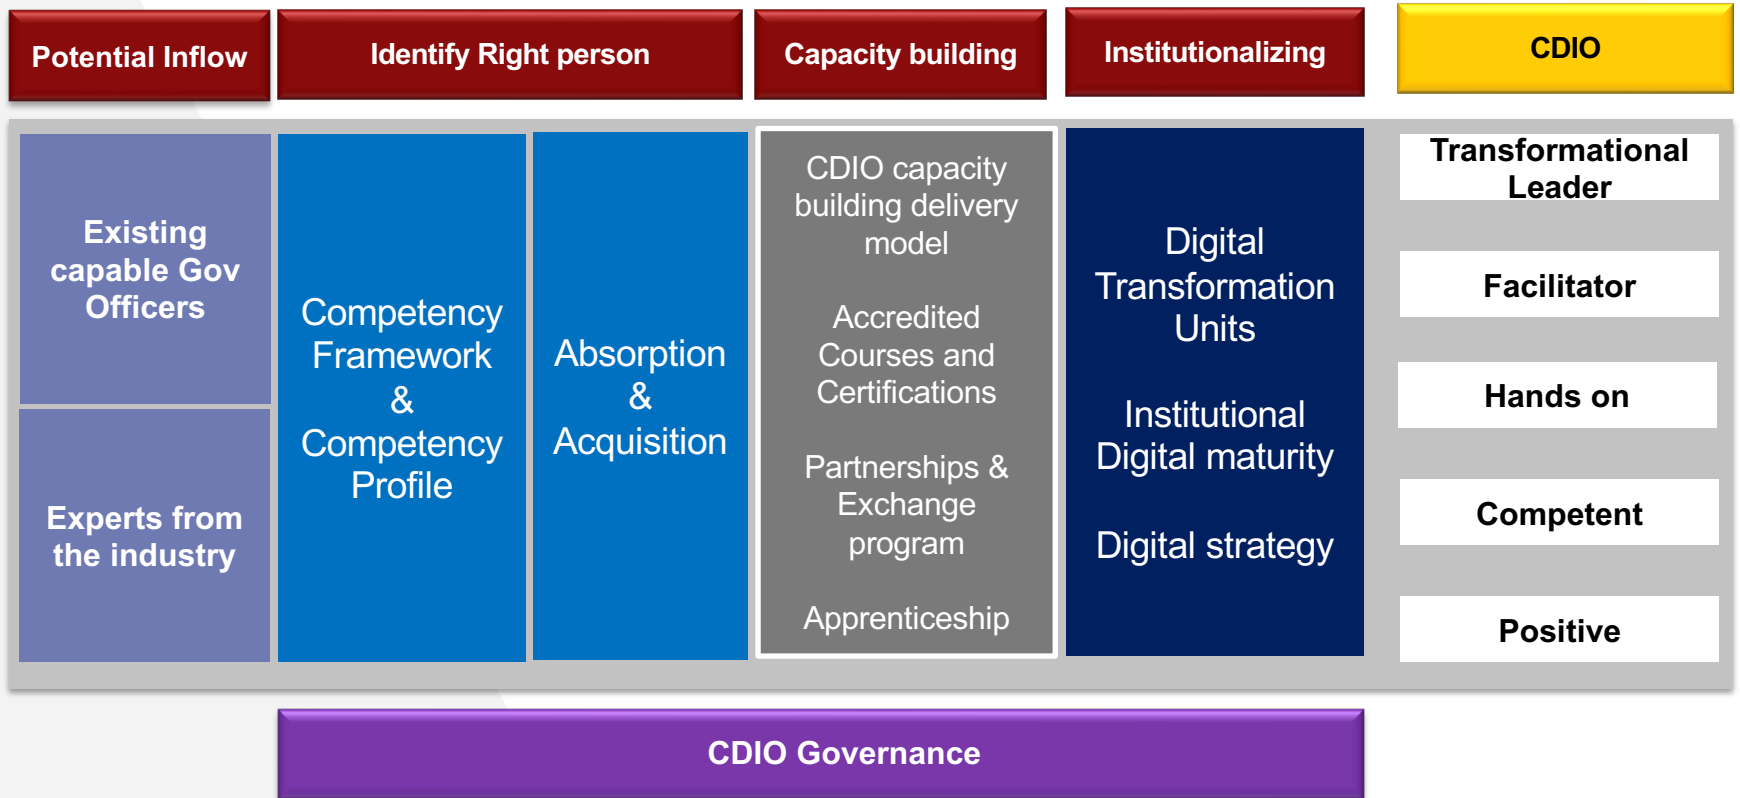 Potential Inflow
Identify Right person
Capacity building
Institutionalizing
CDIO
Existing
capable Gov
Officers
Experts from
the industry
Competency
Framework
&
Competency
Profile
Absorption
&
Acquisition
CDIO capacity
building delivery
model
Accredited
Courses and
Certifications
Partnerships &
Exchange
program
Apprenticeship
Digital
Transformation
Units
Institutional
Digital maturity
Digital strategy
Transformational
Leader
Facilitator
Hands on
Competent
Positive
CDIO Governance